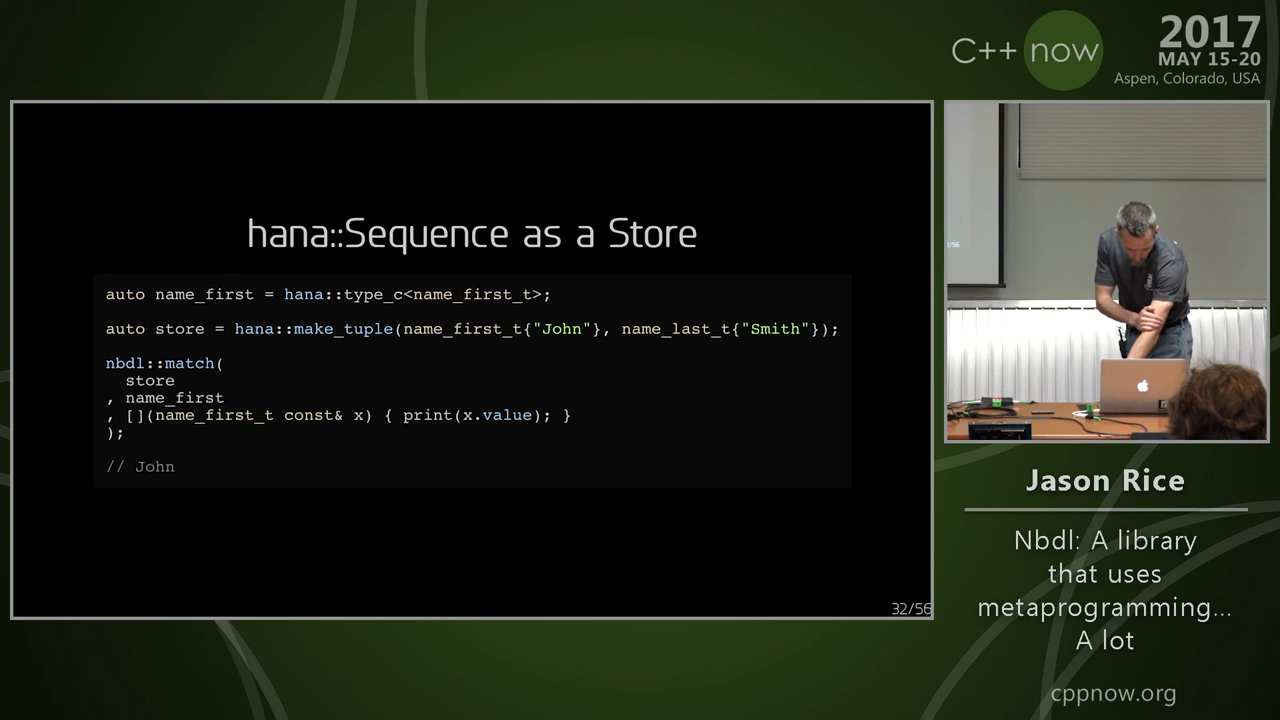 C++ now
2017
MAY 15-20
Aspen, Colorado, USA
hana::Sequence as a Store
auto name_first = hana::type_c<name_first_t>;
auto store = hana::make_tuple(name_first_t{"John"}, name_last_t{"Smith"});
nbdl::match(
store
, name_first
, [](name_first_t const& x) { print(x.value); }
);
// John
32/56
Jason Rice
Nbdl: A library
that uses
metaprogramming...
A lot
cppnow.org